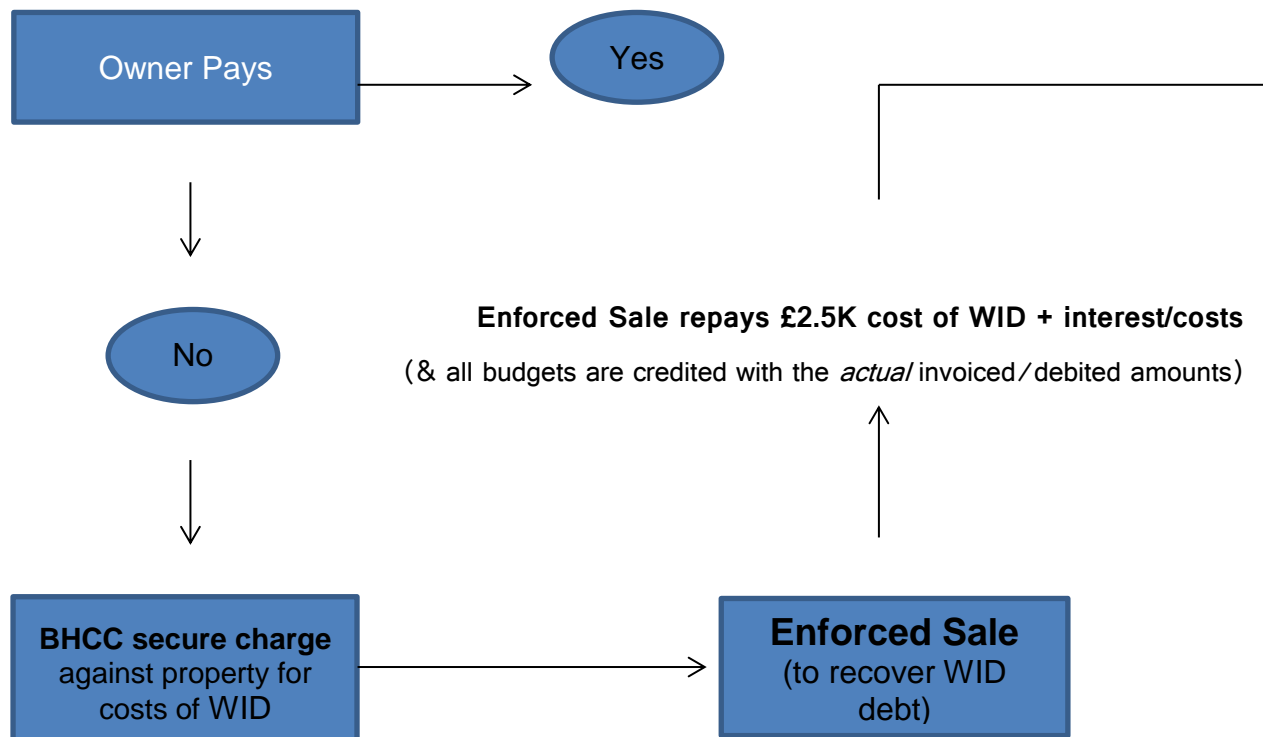 Owner Pays
Yes
No
Enforced Sale repays £2.5K cost of WID + interest/costs
(& all budgets are credited with the actual invoiced/debited amounts)
BHCC secure charge
against property for
costs of WID
Enforced Sale
(to recover WID
debt)